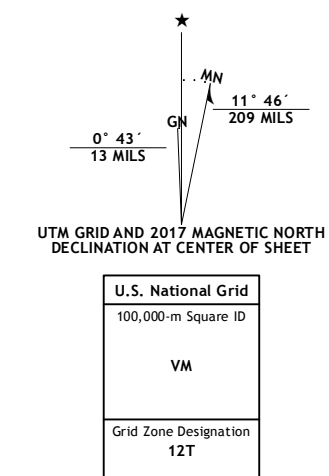 ★
MN
GN
11° 46´
209 MILS
0° 43´
13 MILS
UTM GRID AND 2017 MAGNETIC NORTH
DECLINATION AT CENTER OF SHEET
U.S. National Grid
100,000-m Square ID
VM
Grid Zone Designation
12T